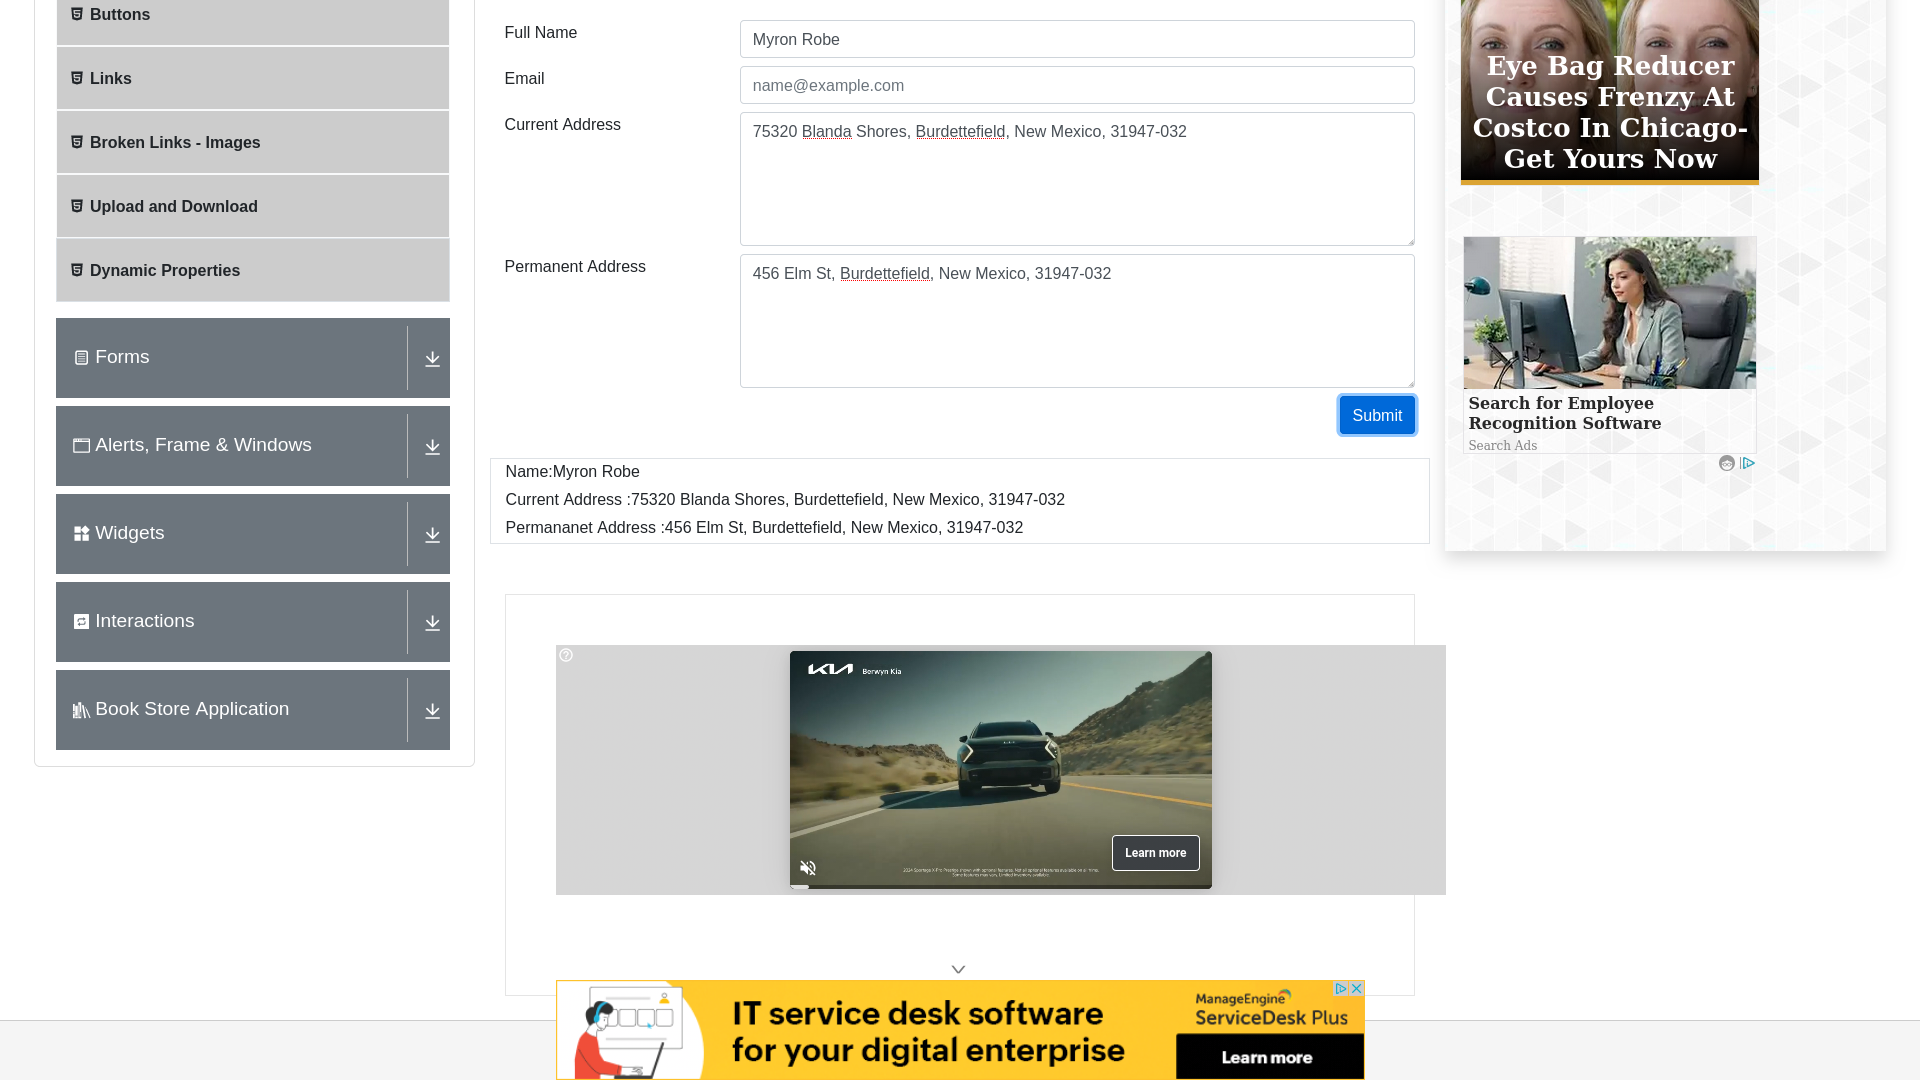 Buttons
Links
Broken Links - Images
Upload and Download
Dynamic Properties
Forms
Alerts, Frame & Windows
Widgets
Interactions
Book Store Application
Full Name
Myron Robe
Email
name@example.com
Current Address
75320 Blanda Shores, Burdettefield, New Mexico, 31947-032
Permanent Address
456 Elm St, Burdettefield, New Mexico, 31947-032
Submit
Name:Myron Robe
Current Address :75320 Blanda Shores, Burdettefield, New Mexico, 31947-032
Permananet Address :456 Elm St, Burdettefield, New Mexico, 31947-032
Eye Bag Reducer
Causes Frenzy At
Costco In Chicago-
Get Yours Now
Search for Employee
Recognition Software
Search Ads
KIA
Berwyn Kia
Learn more
IT service desk software
for your digital enterprise
ManageEngine
ServiceDesk Plus
Learn more